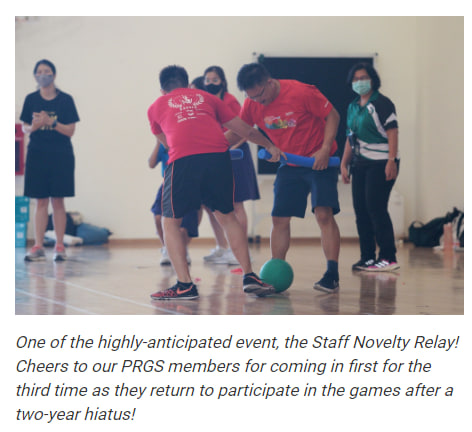 One of the highly-anticipated event, the Staff Novelty Relay!
Cheers to our PRGS members for coming in first for the
third time as they return to participate in the games after a
two-year hiatus!